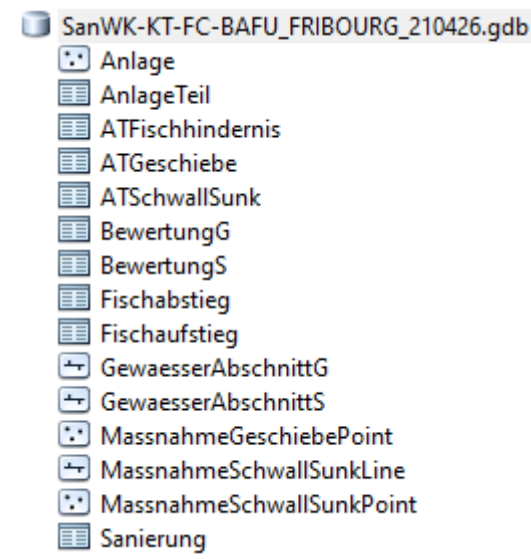 SanWK-KT-FC-BAFU_FRIBOURG_210426.gdb
Anlage
AnlageTeil
ATFischhindernis
ATGeschiebe
ATSchwallSunk
BewertungG
BewertungS
Fischabstieg
Fischaufstieg
GewaesserAbschnittG
GewaesserAbschnittS
MassnahmeGeschiebePoint
MassnahmeSchwallSunkLine
MassnahmeSchwallSunkPoint
Sanierung